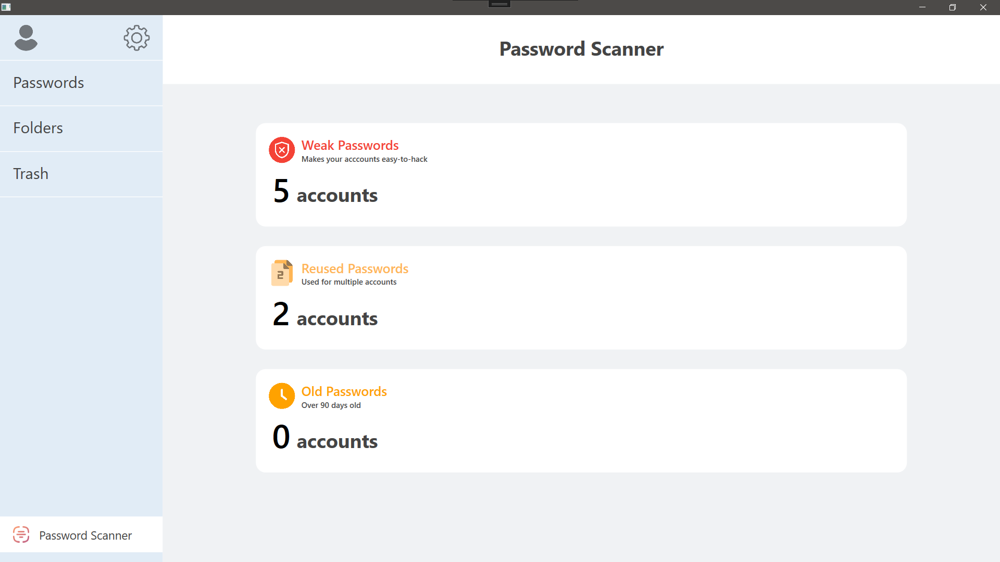 Password Scanner
Passwords
Folders
Trash
Weak Passwords
Makes your acccounts easy-to-hack
5 accounts
2
Reused Passwords
Used for multiple accounts
2 accounts
Old Passwords
Over 90 days old
0 accounts
Password Scanner